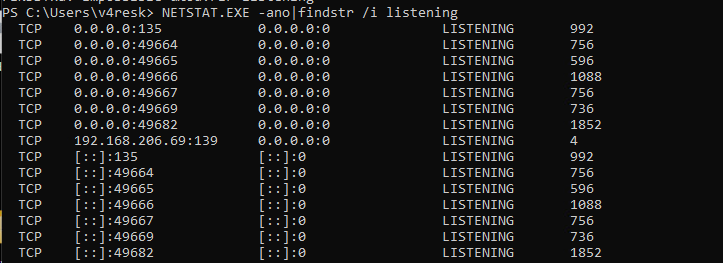 PS C:\Users\v4resk> NETSTAT.EXE -ano|findstr /i listening
TCP 0.0.0.0:135 0.0.0.0:0 LISTENING 992
TCP 0.0.0.0:49664 0.0.0.0:0 LISTENING 756
TCP 0.0.0.0:49665 0.0.0.0:0 LISTENING 596
TCP 0.0.0.0:49666 0.0.0.0:0 LISTENING 1088
TCP 0.0.0.0:49667 0.0.0.0:0 LISTENING 756
TCP 0.0.0.0:49669 0.0.0.0:0 LISTENING 736
TCP 0.0.0.0:49682 0.0.0.0:0 LISTENING 1852
TCP 192.168.206.69:139 0.0.0.0:0 LISTENING 4
TCP [::]:135 [::]:0 LISTENING 992
TCP [::]:49664 [::]:0 LISTENING 756
TCP [::]:49665 [::]:0 LISTENING 596
TCP [::]:49666 [::]:0 LISTENING 1088
TCP [::]:49667 [::]:0 LISTENING 756
TCP [::]:49669 [::]:0 LISTENING 736
TCP [::]:49682 [::]:0 LISTENING 1852